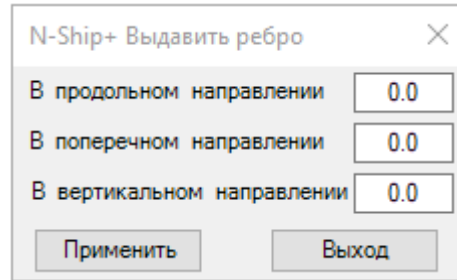 N-Ship+ Выдавить ребро
В продольном направлении 0.0
В поперечном направлении 0.0
В вертикальном направлении 0.0
Применить Выход